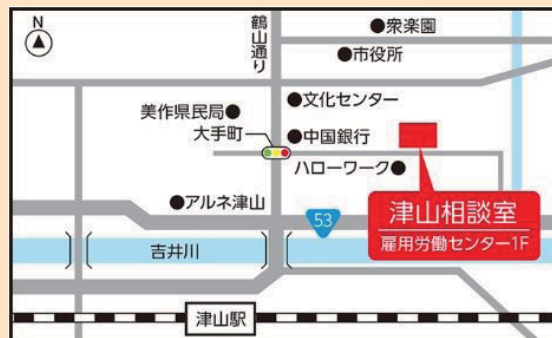 N
鶴山通り
●衆楽園
●市役所
●文化センター
美作県民局●
大手町
●中国銀行
ハローワーク●
●アルネ津山
53
津山相談室
雇用労働センター1F
吉井川
津山駅